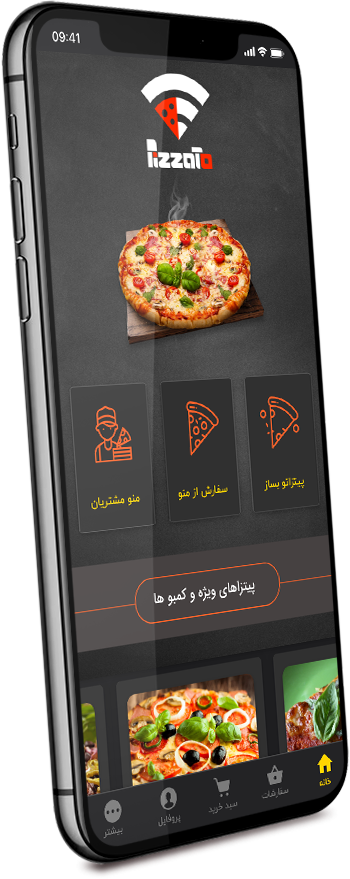 09:41
Pizzato
پیتزاتو بساز
سفارش از منو
منو مشتریان
پیتزاهای ویژه و کمبو ها
خانه
سفارشات
سبد خرید
پروفایل
بیشتر